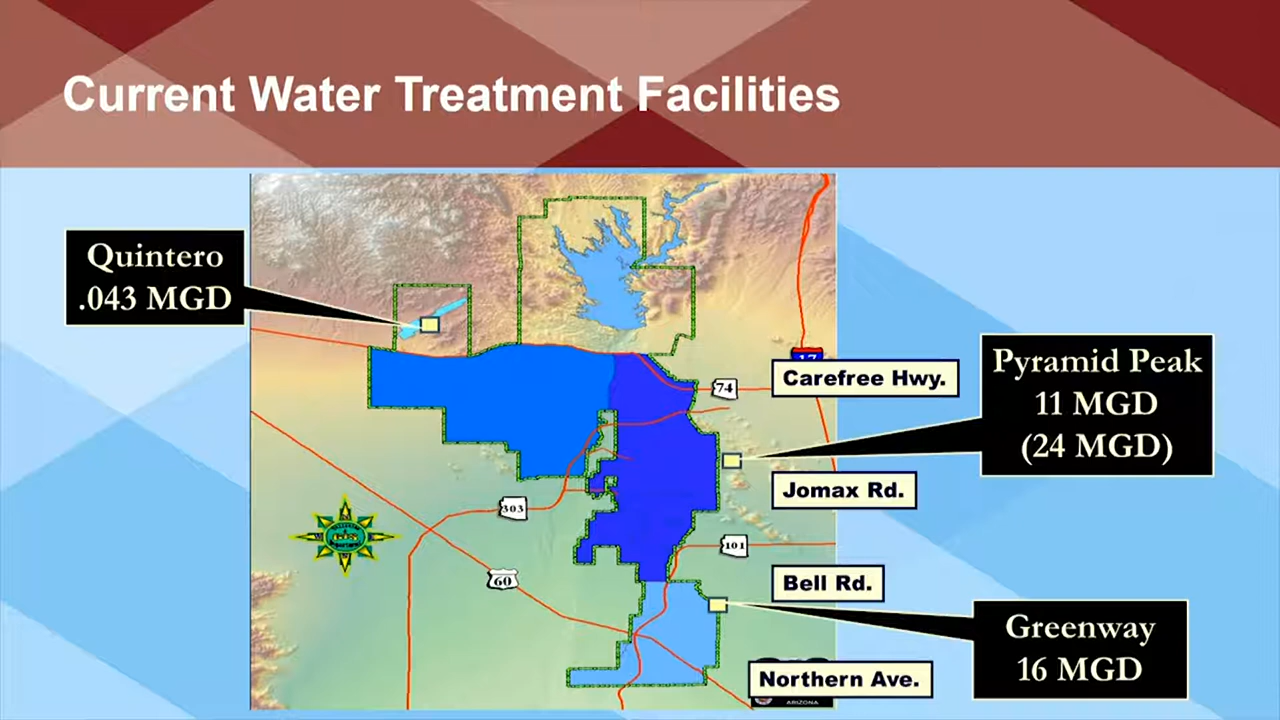 Current Water Treatment Facilities
Quintero
.043 MGD
17
Carefree Hwy.
74
Pyramid Peak
11 MGD
(24 MGD)
Jomax Rd.
303
101
60
Bell Rd.
Greenway
16 MGD
Northern Ave.
ARIZONA